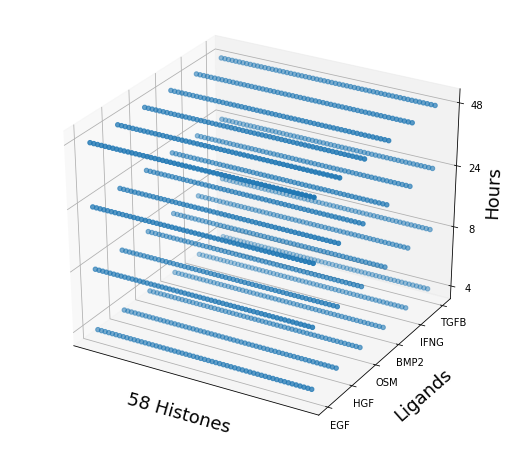 48
24
Hours
8
4
TGFB
IFNG
BMP2
OSM
HGF
EGF
Ligands
58 Histones